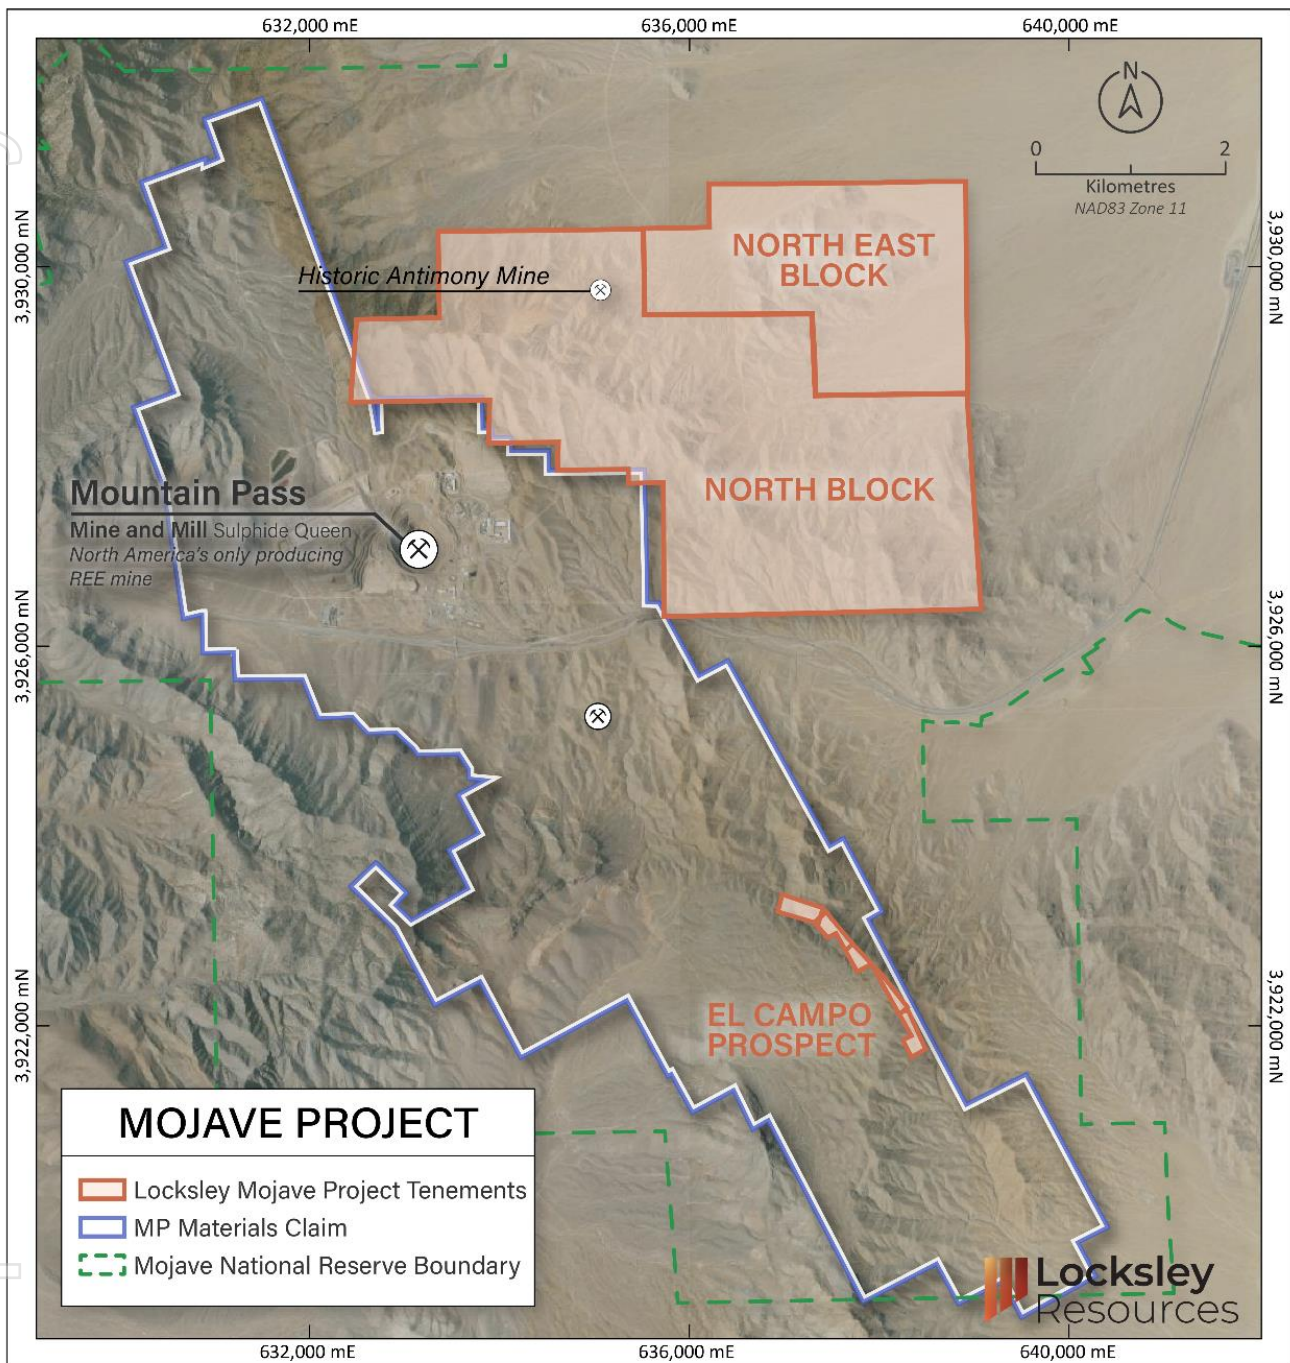 632,000 mE
636,000 mE
640,000 mE
N
0
2
Kilometres
NAD83 Zone 11
3,930,000 mN
3,930,000 mN
NORTH EAST
BLOCK
Historic Antimony Mine
NORTH BLOCK
Mountain Pass
Mine and Mill Sulphide Queen
North America's only producing
REE mine
3,926,000 mN
3,926,000 mN
EL CAMPO
PROSPECT
3,922,000 mN
3,922,000 mN
MOJAVE PROJECT
Locksley Mojave Project Tenements
MP Materials Claim
Mojave National Reserve Boundary
Locksley
Resources
632,000 mE
636,000 mE
640,000 mE